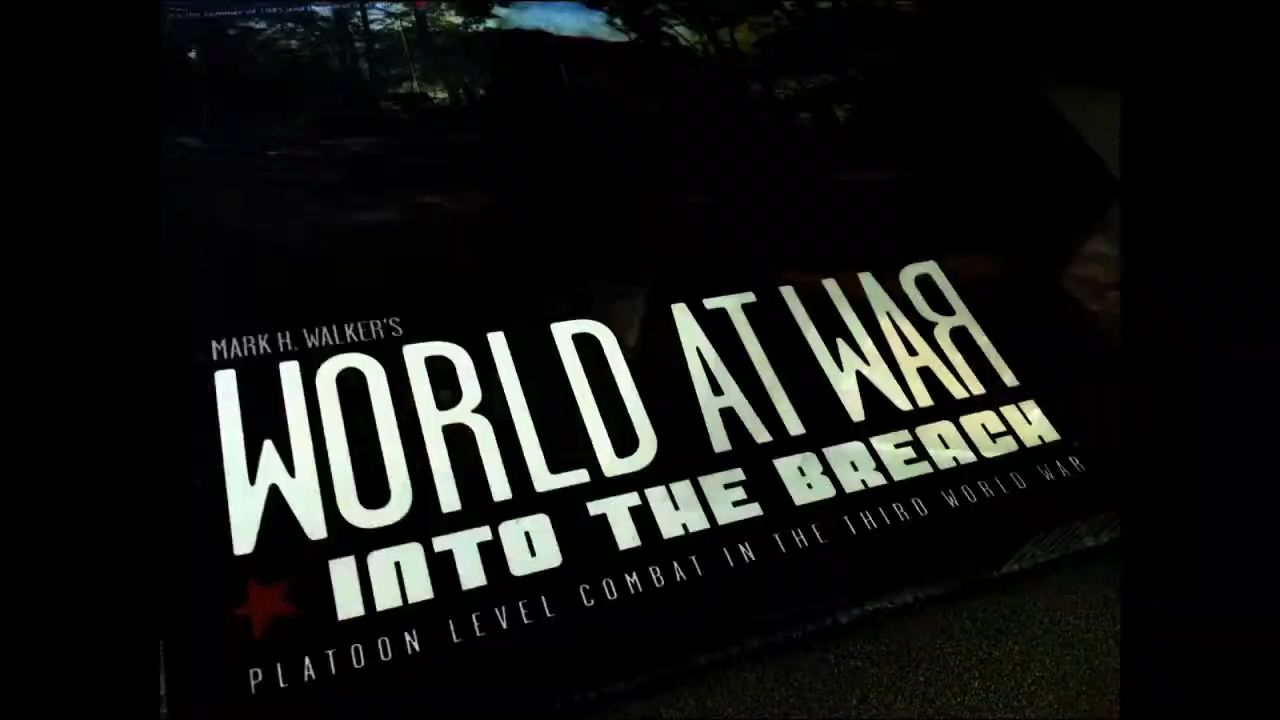 MARK H. WALKER'S
WORLD AT WAR
INTO THE BREACH
PLATOON LEVEL COMBAT IN THE THIRD WORLD WAR